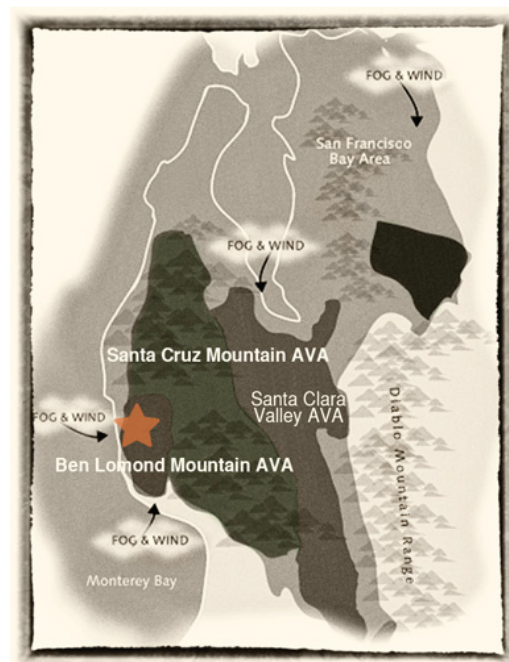 FOG & WIND
San Francisco
Bay Area
FOG & WIND
Santa Cruz Mountain AVA
Santa Clara
Valley AVA
FOG & WIND
Diablo Mountain Range
Ben Lomond Mountain AVA
FOG & WIND
Monterey Bay